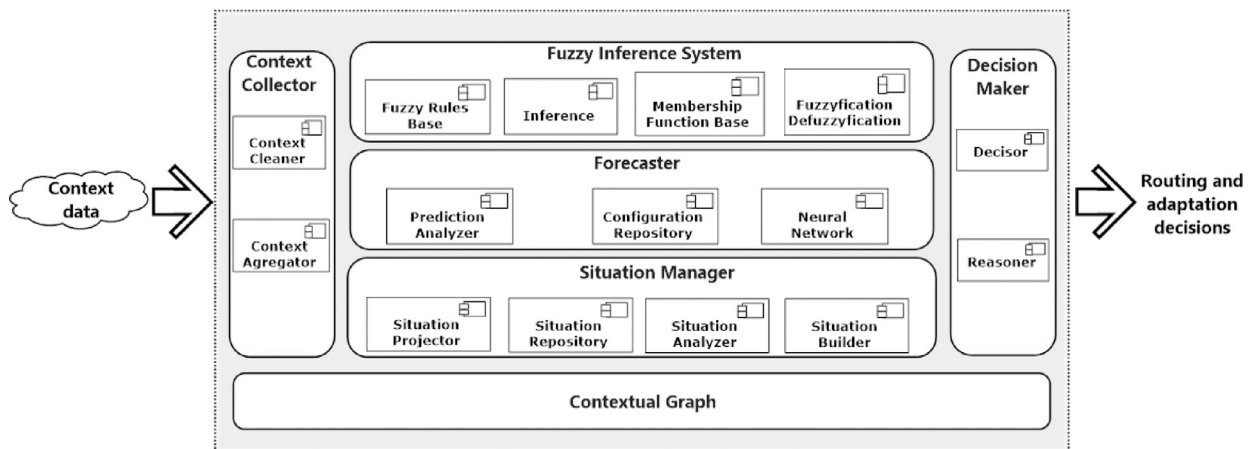 Context
data
Context
Collector
Context
Cleaner
Context
Agregator
Fuzzy Inference System
Fuzzy Rules
Base
Inference
Membership
Function Base
Fuzzyfication
Defuzzyfication
Forecaster
Prediction
Analyzer
Configuration
Repository
Neural
Network
Situation Manager
Situation
Projector
Situation
Repository
Situation
Analyzer
Situation
Builder
Decision
Maker
Decisor
Reasoner
Contextual Graph
Routing and
adaptation
decisions